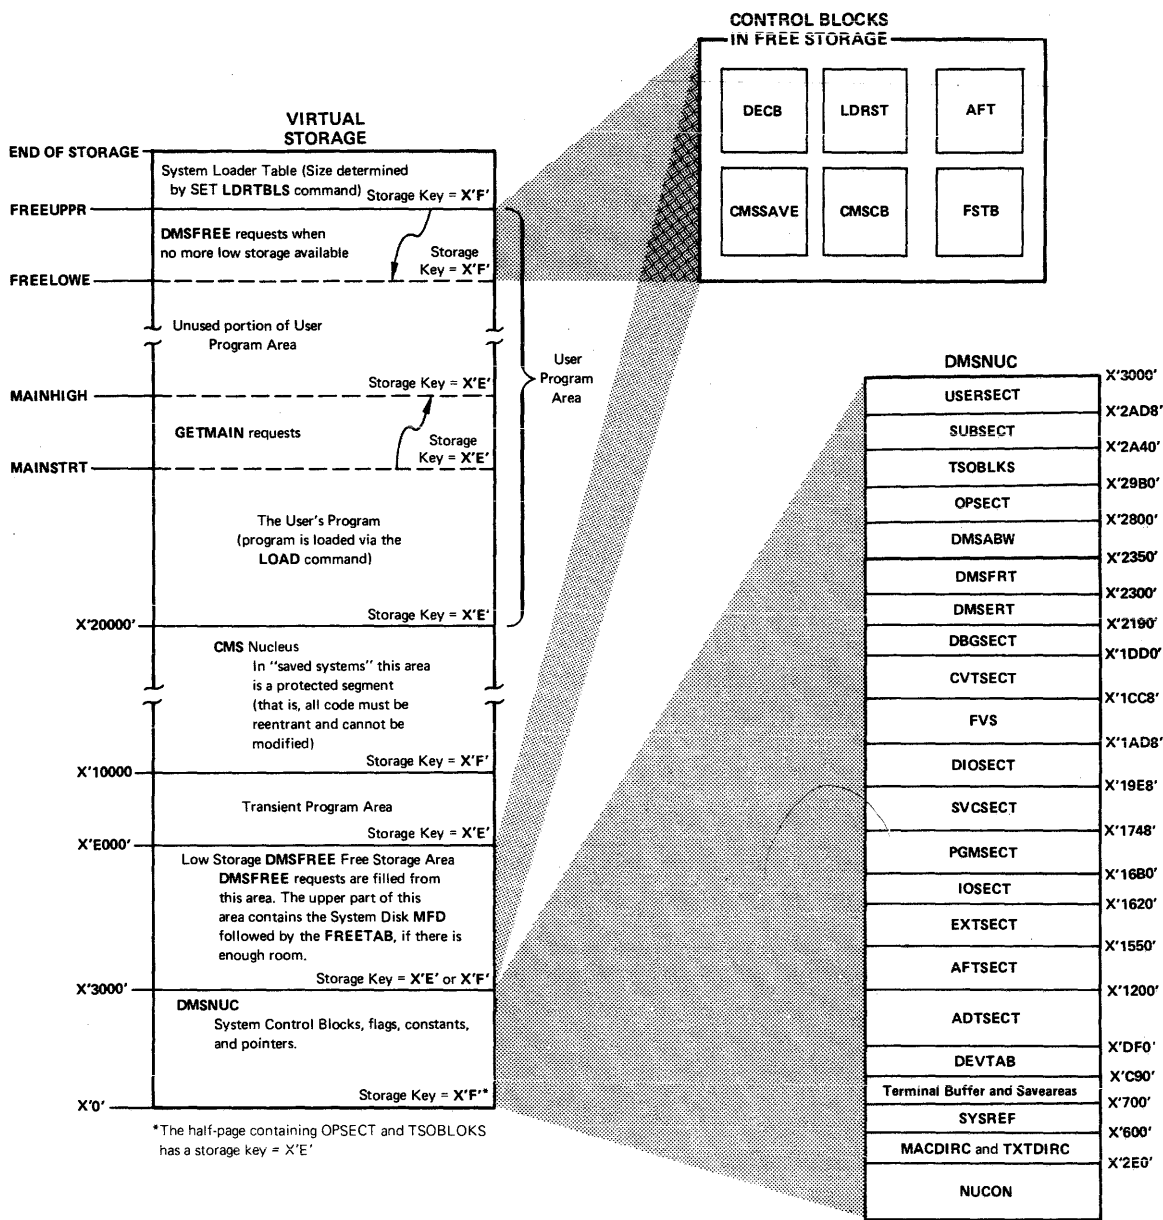 CONTROL BLOCKS
IN FREE STORAGE
DECB
LDRST
AFT
CMSSAVE
CMSCB
FSTB
VIRTUAL
STORAGE
END OF STORAGE
System Loader Table (Size determined
by SET LDRTBLS command)
Storage Key = X'F'
FREEUPPR
DMSFREE requests when
no more low storage available
Storage
Key = X'F'
FREELOWE
Unused portion of User
Program Area
Storage Key = X'E'
MAINHIGH
GETMAIN requests
Storage
Key = X'E'
MAINSTRT
The User's Program
(program is loaded via the
LOAD command)
Storage Key = X'E'
User
Program
Area
X'20000'
CMS Nucleus
In "saved systems" this area
is a protected segment
(that is, all code must be
reentrant and cannot be
modified)
Storage Key = X'F'
X'10000
Transient Program Area
Storage Key = X'E'
X'E000'
Low Storage DMSFREE Free Storage Area
DMSFREE requests are filled from
this area. The upper part of this
area contains the System Disk MFD
followed by the FREETAB, if there is
enough room.
Storage Key = X'E' or X'F'
X'3000'
DMSNUC
System Control Blocks, flags, constants,
and pointers.
Storage Key = X'F'*
X'0'
*The half-page containing OPSECT and TSOBLOKS
has a storage key = X'E'
DMSNUC
X'3000'
USERSECT
X'2AD8'
SUBSECT
X'2A40'
TSOBLKS
X'29B0'
OPSECT
X'2800'
DMSABW
X'2350'
DMSFRT
X'2300'
DMSERT
X'2190'
DBGSECT
X'1DD0'
CVTSECT
X'1CC8'
FVS
X'1AD8'
DIOSECT
X'19E8'
SVCSECT
X'1748'
PGMSECT
X'16B0'
IOSECT
X'1620'
EXTSECT
X'1550'
AFTSECT
X'1200'
ADTSECT
X'DF0'
DEVTAB
X'C90'
Terminal Buffer and Saveareas
X'700'
SYSREF
X'600'
MACDIRC and TXTDIRC
X'2E0'
NUCON